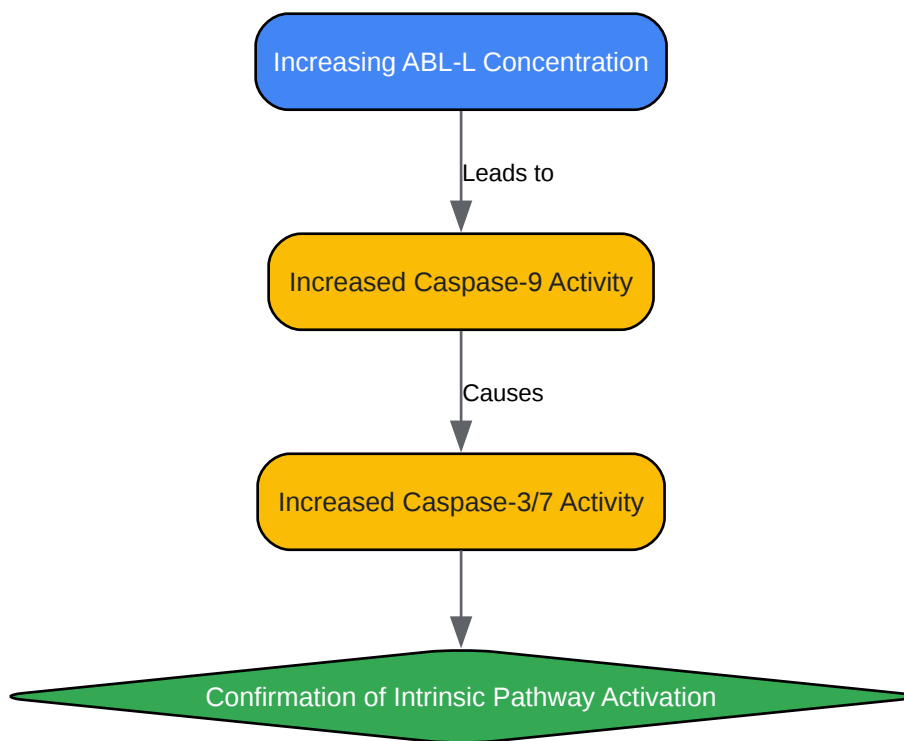 Increasing ABL-L Concentration
Leads to
Increased Caspase-9 Activity
Causes
Increased Caspase-3/7 Activity
Confirmation of Intrinsic Pathway Activation